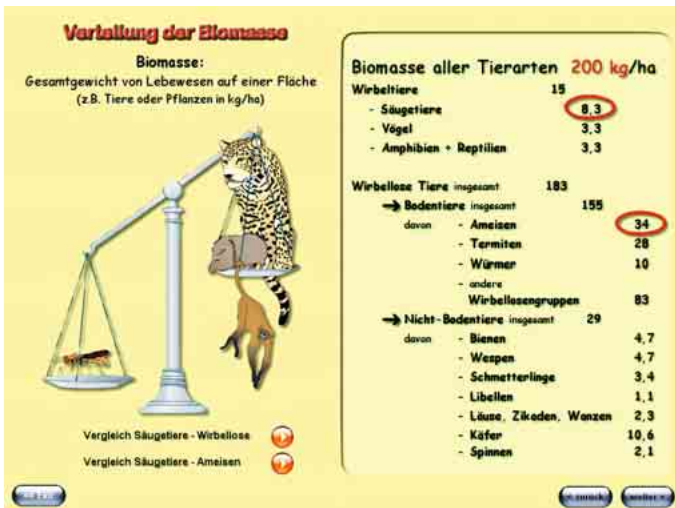 Verteilung der Biomasse
Biomasse:
Gesamtgewicht von Lebewesen auf einer Fläche
(z.B. Tiere oder Pflanzen in kg/ha)
Vergleich Säugetiere - Wirbellose
Vergleich Säugetiere - Ameisen
Biomasse aller Tierarten 200 kg/ha
Wirbeltiere 15
- Säugetiere 8,3
- Vögel 3,3
- Amphibien + Reptilien 3,3
Wirbellose Tiere insgesamt 183
Bodentiere insgesamt 155
davon - Ameisen 34
- Termiten 28
- Würmer 10
- andere
Wirbellosengruppen 83
Nicht-Bodentiere insgesamt 29
davon - Bienen 4,7
- Wespen 4,7
- Schmetterlinge 3,4
- Libellen 1,1
- Läuse, Zikaden, Wanzen 2,3
- Käfer 10,6
- Spinnen 2,1
< zurück weiter >